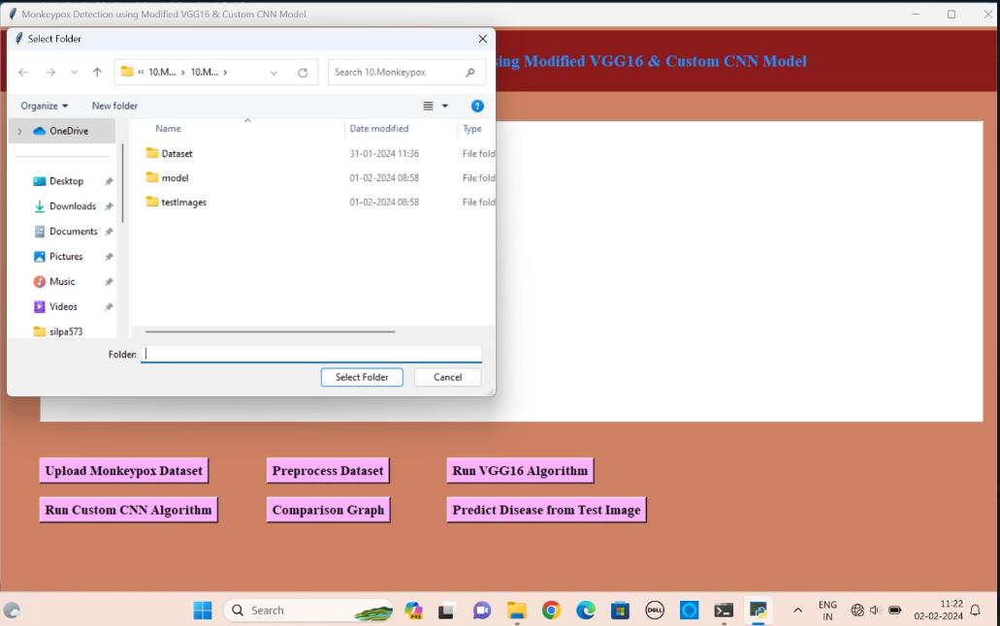 Monkeypox Detection using Modified VGG16 & Custom CNN Model
Select Folder
sing Modified VGG16 & Custom CNN Model
« 10.M... › 10.M... ›
Search 10.Monkeypox
Organize
New folder
?
OneDrive
Name Date modified Type
Dataset 31-01-2024 11:36 File fold
model 01-02-2024 08:58 File fold
testImages 01-02-2024 08:58 File fold
Desktop
Downloads
Documents
Pictures
Music
Videos
silpa573
Folder:
Select Folder Cancel
Upload Monkeypox Dataset Preprocess Dataset Run VGG16 Algorithm
Run Custom CNN Algorithm Comparison Graph Predict Disease from Test Image
Search
PRE
DELL
ENG
IN
11:22
02-02-2024